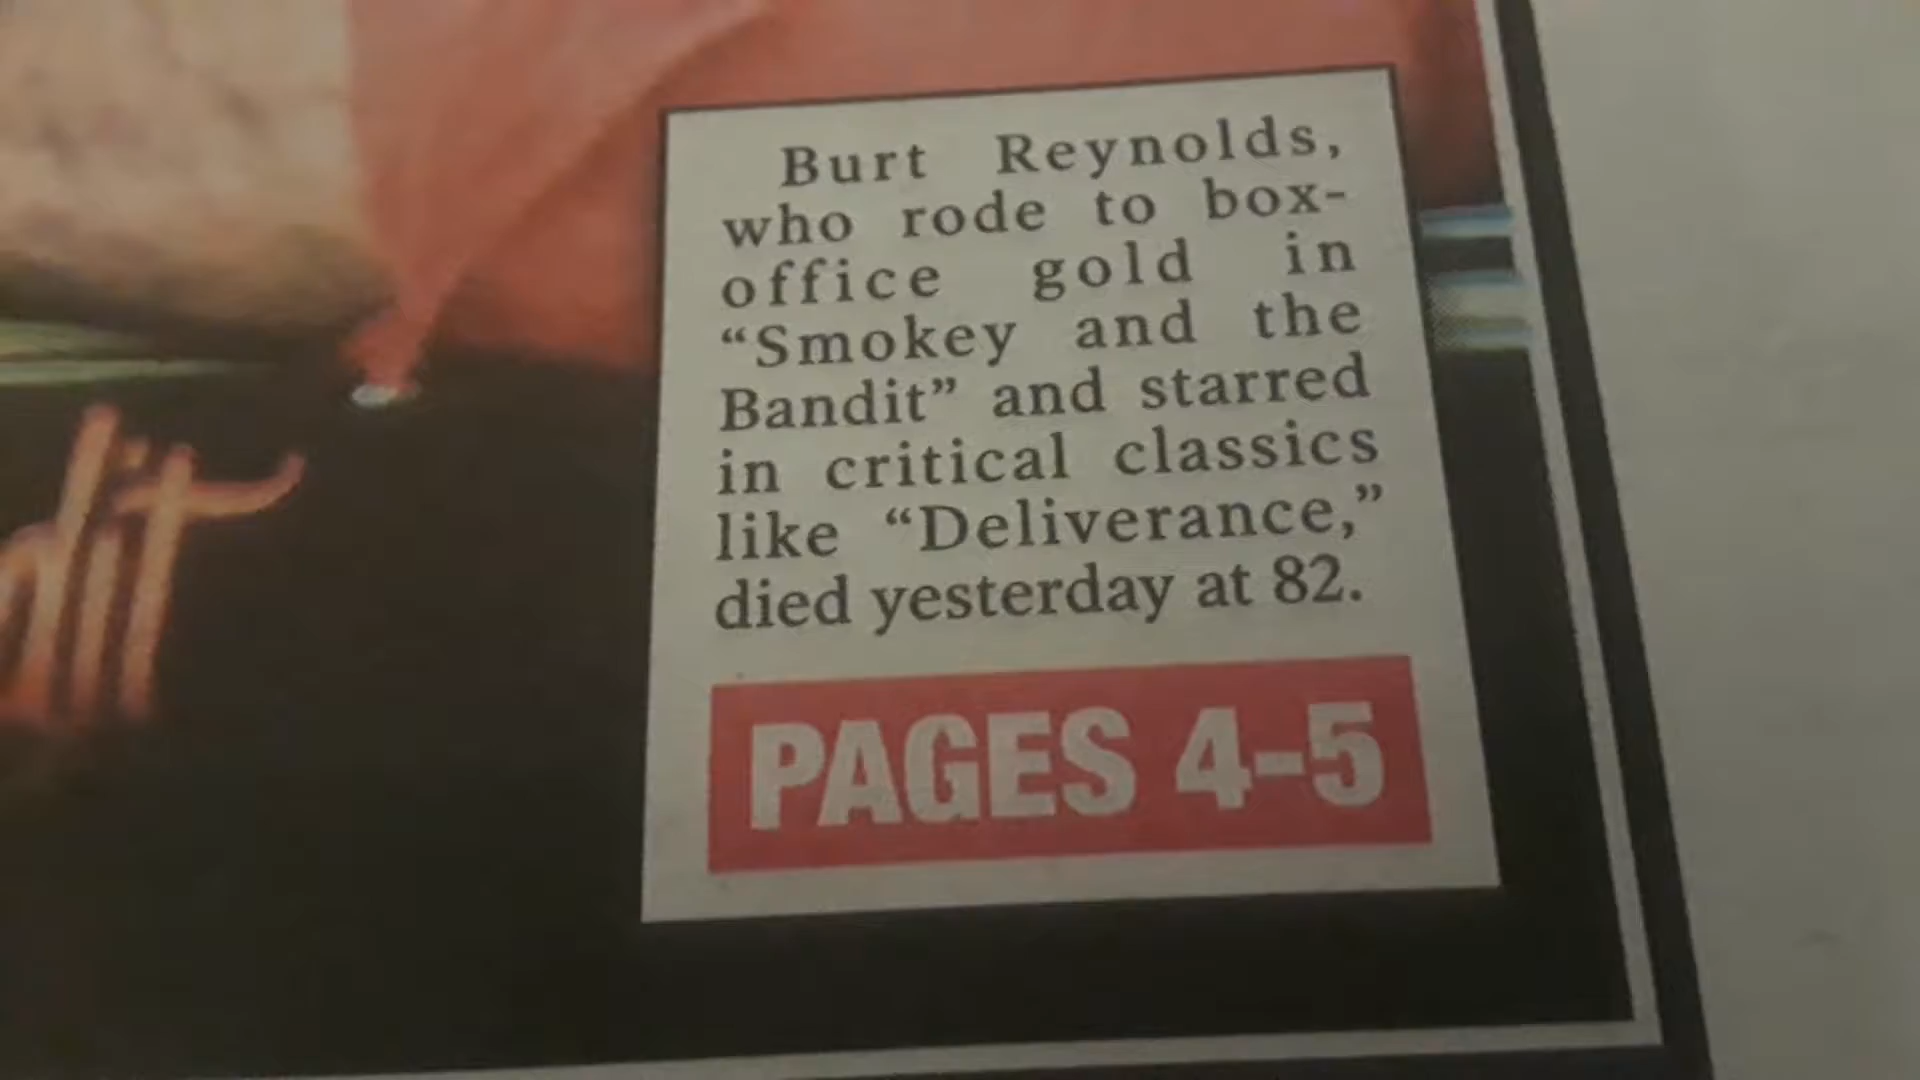 Burt Reynolds,
who rode to box-
office gold in
“Smokey and the
Bandit” and starred
in critical classics
like “Deliverance,”
died yesterday at 82.
PAGES 4-5